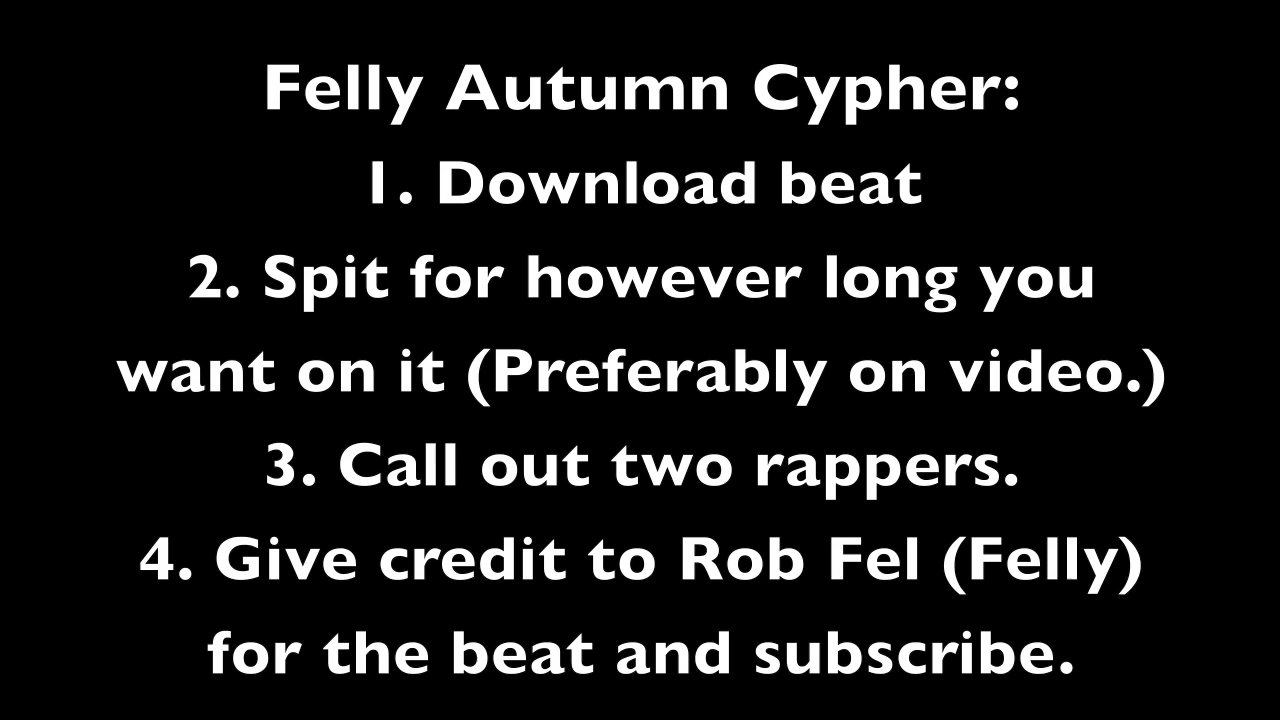 Felly Autumn Cypher:
1. Download beat
2. Spit for however long you
want on it (Preferably on video.)
3. Call out two rappers.
4. Give credit to Rob Fel (Felly)
for the beat and subscribe.